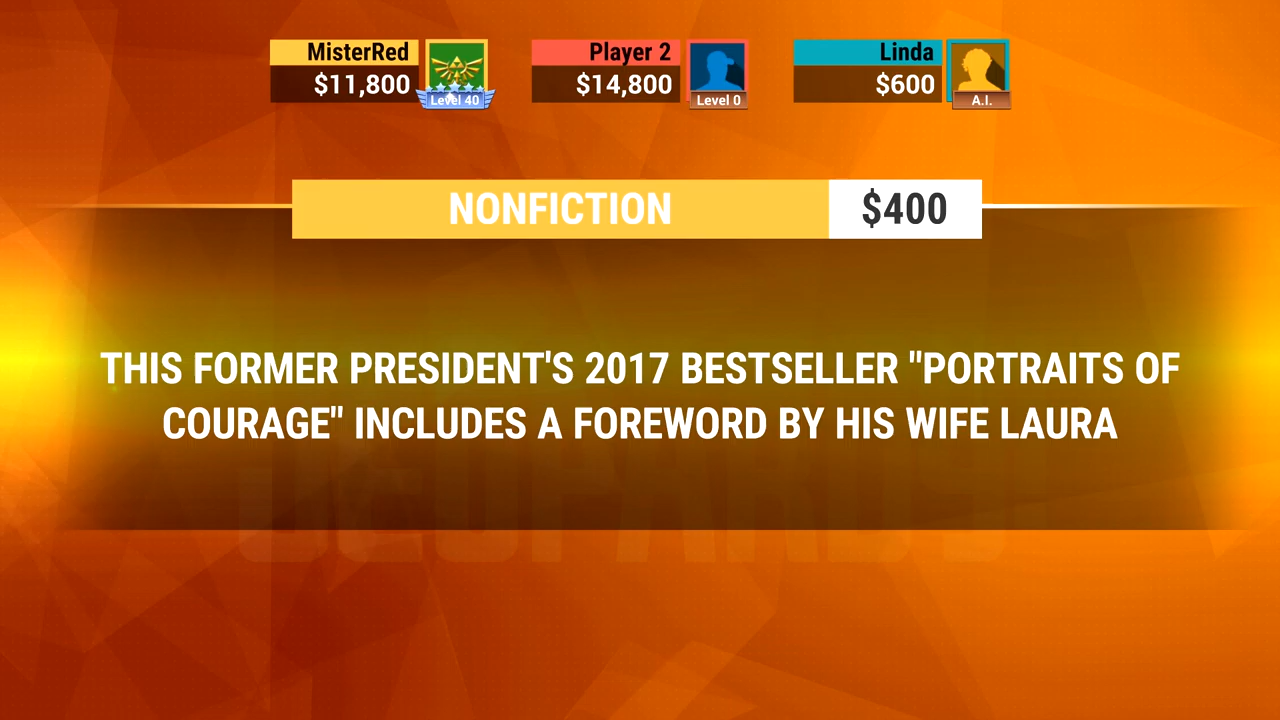 MisterRed
$11,800
Level 40
Player 2
$14,800
Level 0
Linda
$600
A.I.
NONFICTION
$400
THIS FORMER PRESIDENT'S 2017 BESTSELLER "PORTRAITS OF
COURAGE" INCLUDES A FOREWORD BY HIS WIFE LAURA
JEOPARDY